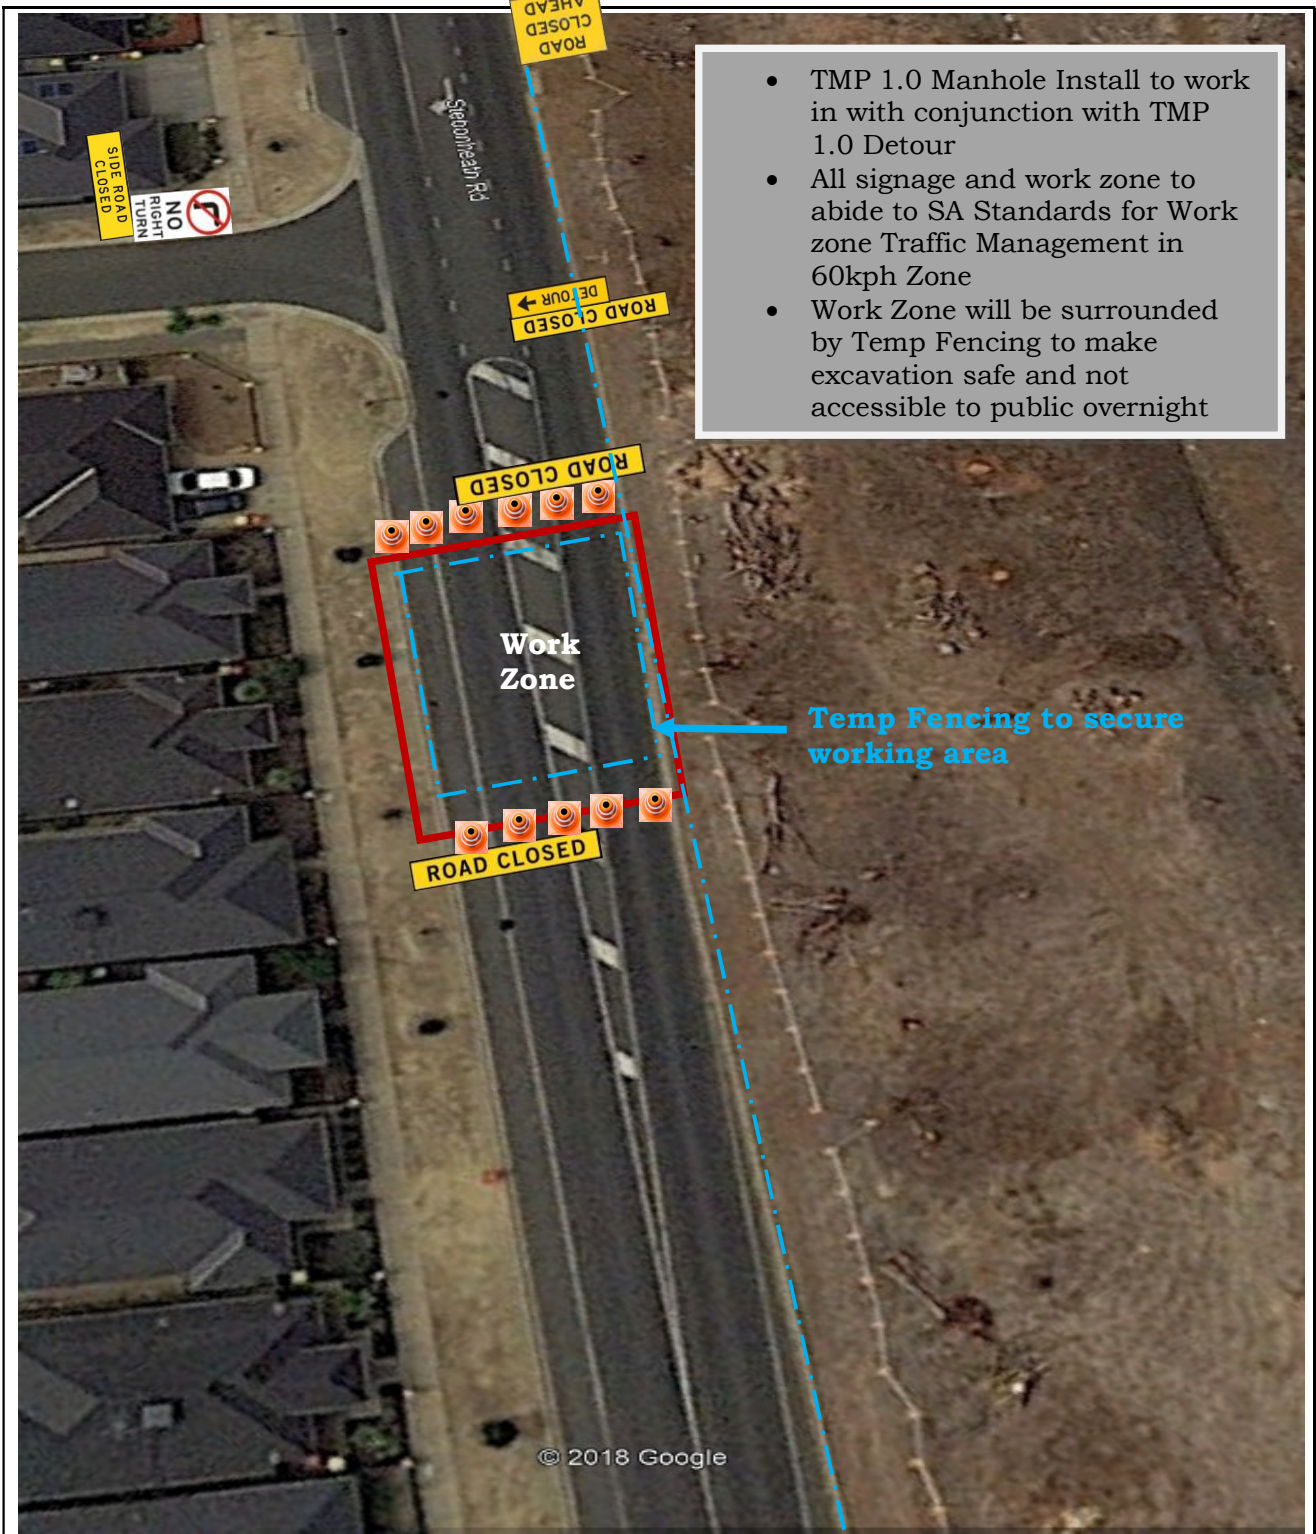 ROAD
CLOSED
AHEAD
• TMP 1.0 Manhole Install to work
in with conjunction with TMP
1.0 Detour
• All signage and work zone to
abide to SA Standards for Work
zone Traffic Management in
60kph Zone
• Work Zone will be surrounded
by Temp Fencing to make
excavation safe and not
accessible to public overnight
Stebonheath Rd
SIDE ROAD
CLOSED
NO
RIGHT
TURN
DETOUR
ROAD CLOSED
ROAD CLOSED
Work
Zone
Temp Fencing to secure
working area
ROAD CLOSED
© 2018 Google